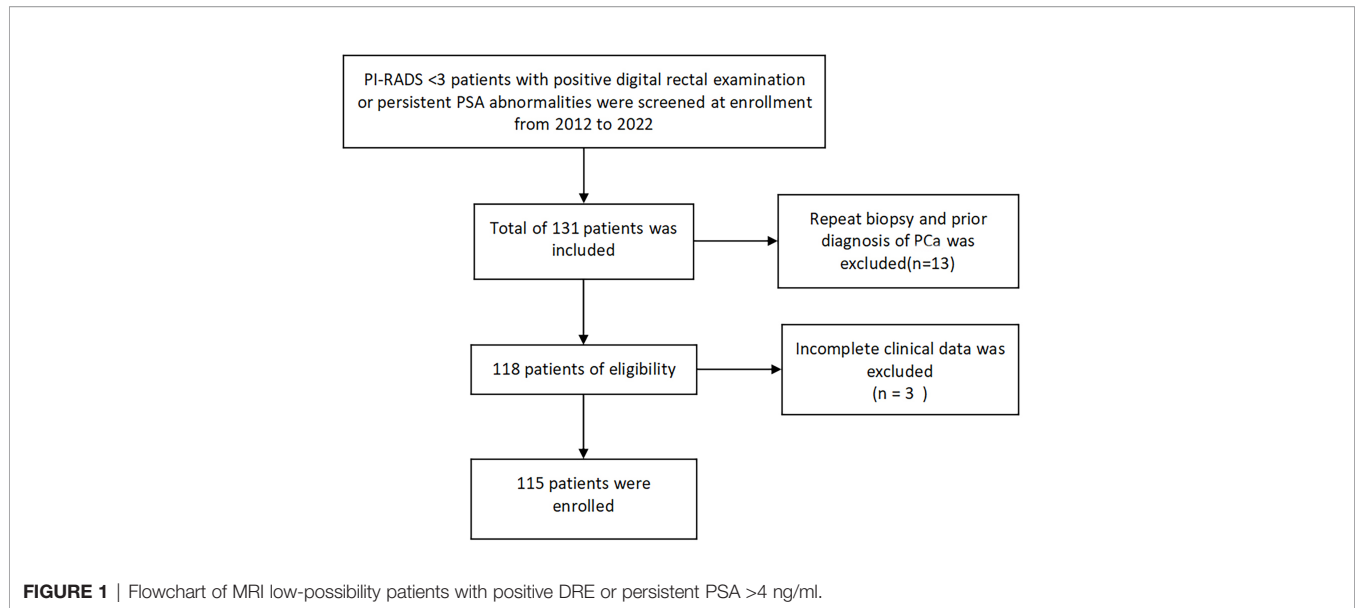 PI-RADS <3 patients with positive digital rectal examination
or persistent PSA abnormalities were screened at enrollment
from 2012 to 2022
Total of 131 patients was
included
Repeat biopsy and prior
diagnosis of PCa was
excluded(n=13)
118 patients of eligibility
Incomplete clinical data was
excluded
(n = 3 )
115 patients were
enrolled
FIGURE 1 | Flowchart of MRI low-possibility patients with positive DRE or persistent PSA >4 ng/ml.